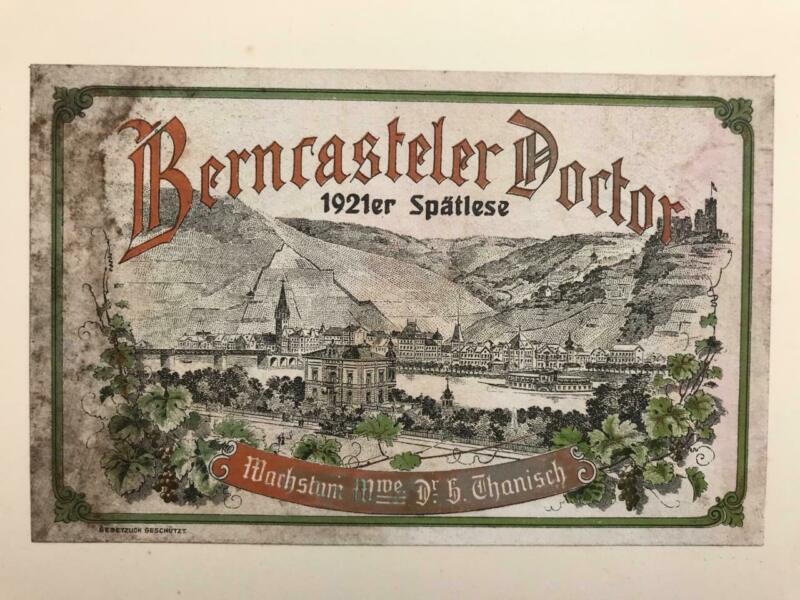 Berncasteler Doctor
1921er Spätlese
Wachstum Wwe. Dr. H. Thanisch
GESETZLICH GESCHÜTZT.